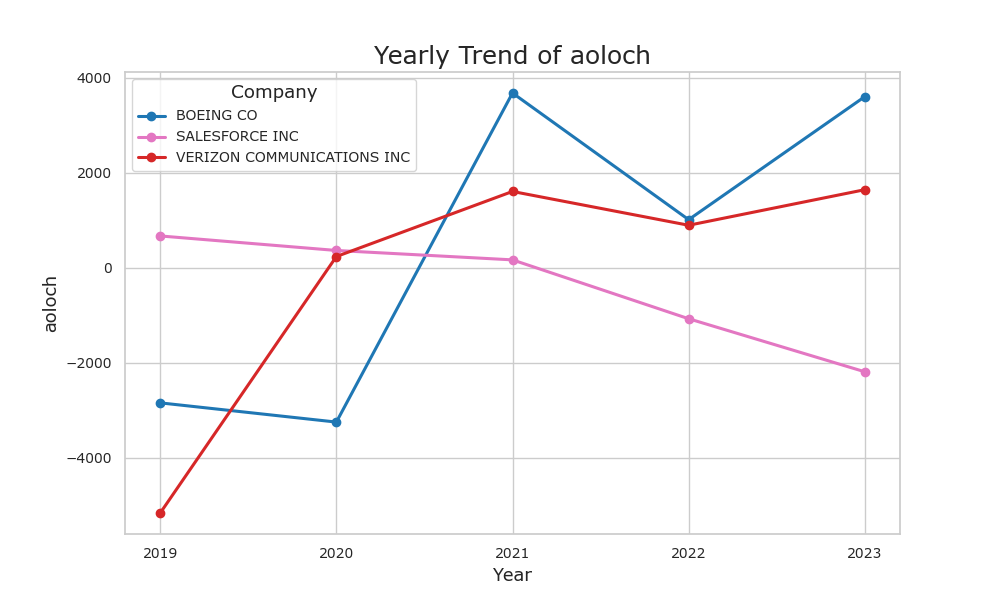 Yearly Trend of aoloch
Company
BOEING CO
SALESFORCE INC
VERIZON COMMUNICATIONS INC
4000
2000
0
−2000
−4000
aoloch
2019 2020 2021 2022 2023
Year